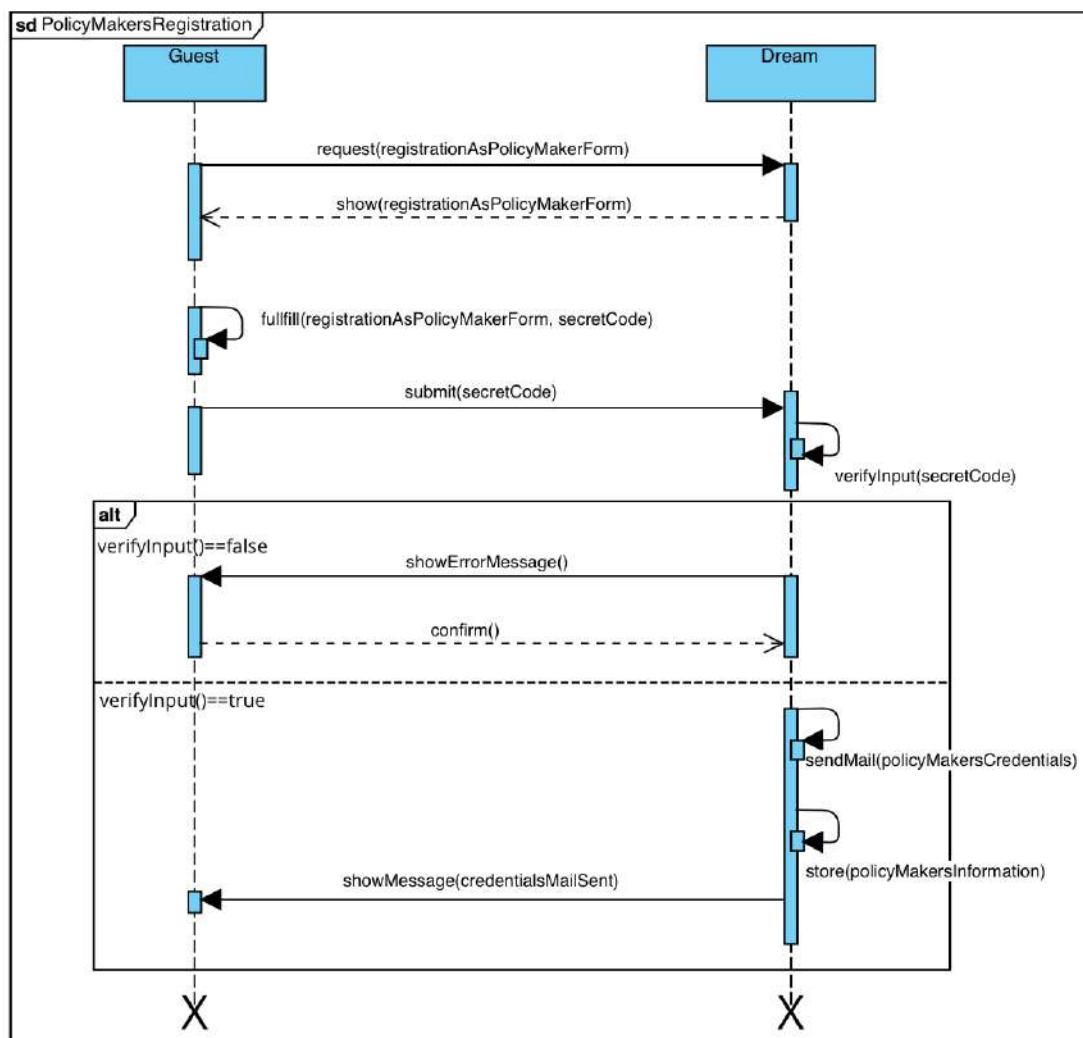 sd PolicyMakersRegistration
Guest
Dream
request(registrationAsPolicyMakerForm)
show(registrationAsPolicyMakerForm)
fullfill(registrationAsPolicyMakerForm, secretCode)
submit(secretCode)
verifyInput(secretCode)
alt
verifyInput()==false
showErrorMessage()
confirm()
verifyInput()==true
sendMail(policyMakersCredentials)
store(policyMakersInformation)
showMessage(credentialsMailSent)